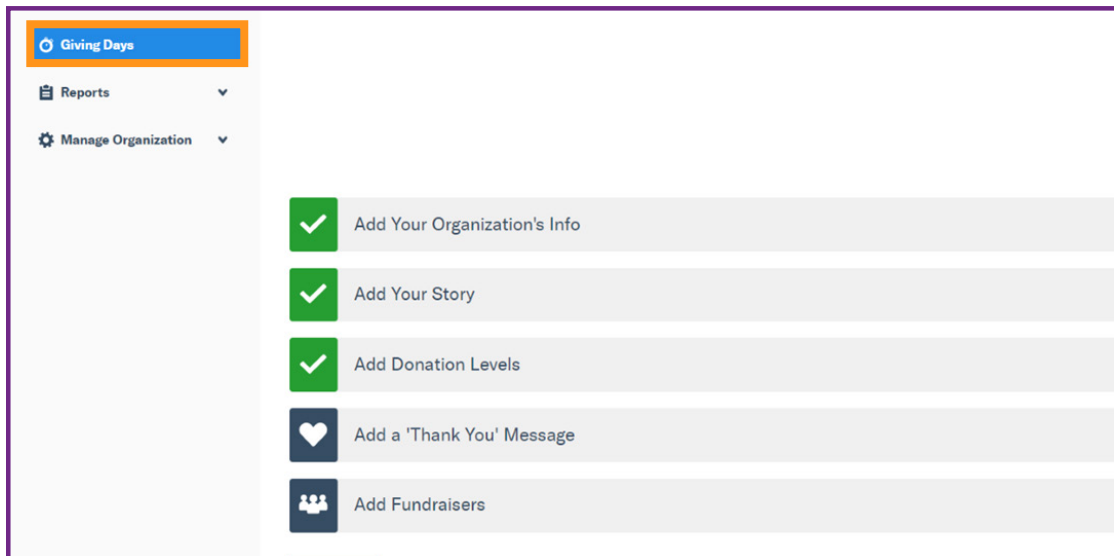 Giving Days
Reports
Manage Organization
Add Your Organization's Info
Add Your Story
Add Donation Levels
Add a 'Thank You' Message
Add Fundraisers